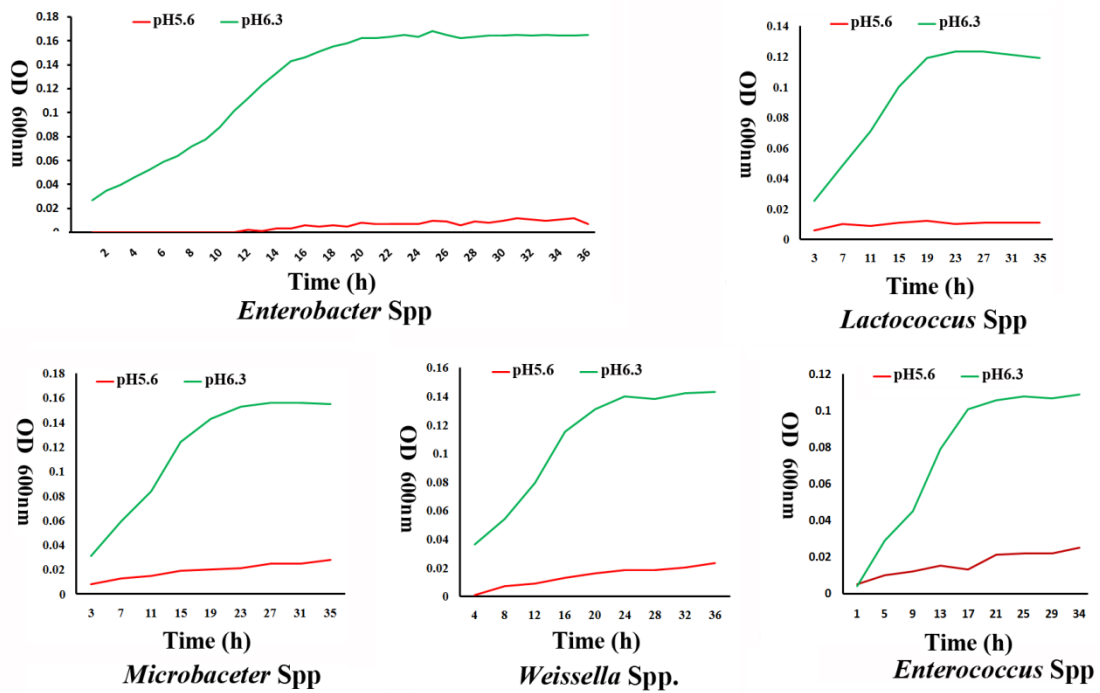 pH5.6 pH6.3
0.18
0.16
0.14
0.12
0.1
0.08
0.06
0.04
0.02
OD 600nm
2 4 6 8 10 12 14 16 18 20 22 24 26 28 30 32 34 36
Time (h)
Enterobacter Spp
pH5.6 pH6.3
0.14
0.12
0.1
0.08
0.06
0.04
0.02
0
OD 600nm
3 7 11 15 19 23 27 31 35
Time (h)
Lactococcus Spp
pH5.6 pH6.3
0.18
0.16
0.14
0.12
0.1
0.08
0.06
0.04
0.02
0
OD 600nm
3 7 11 15 19 23 27 31 35
Time (h)
Microbaceter Spp
pH5.6 pH6.3
0.16
0.14
0.12
0.1
0.08
0.06
0.04
0.02
0
OD 600nm
4 8 12 16 20 24 28 32 36
Time (h)
Weissella Spp.
pH5.6 pH6.3
0.12
0.1
0.08
0.06
0.04
0.02
0
OD 600nm
1 5 9 13 17 21 25 29 34
Time (h)
Enterococcus Spp